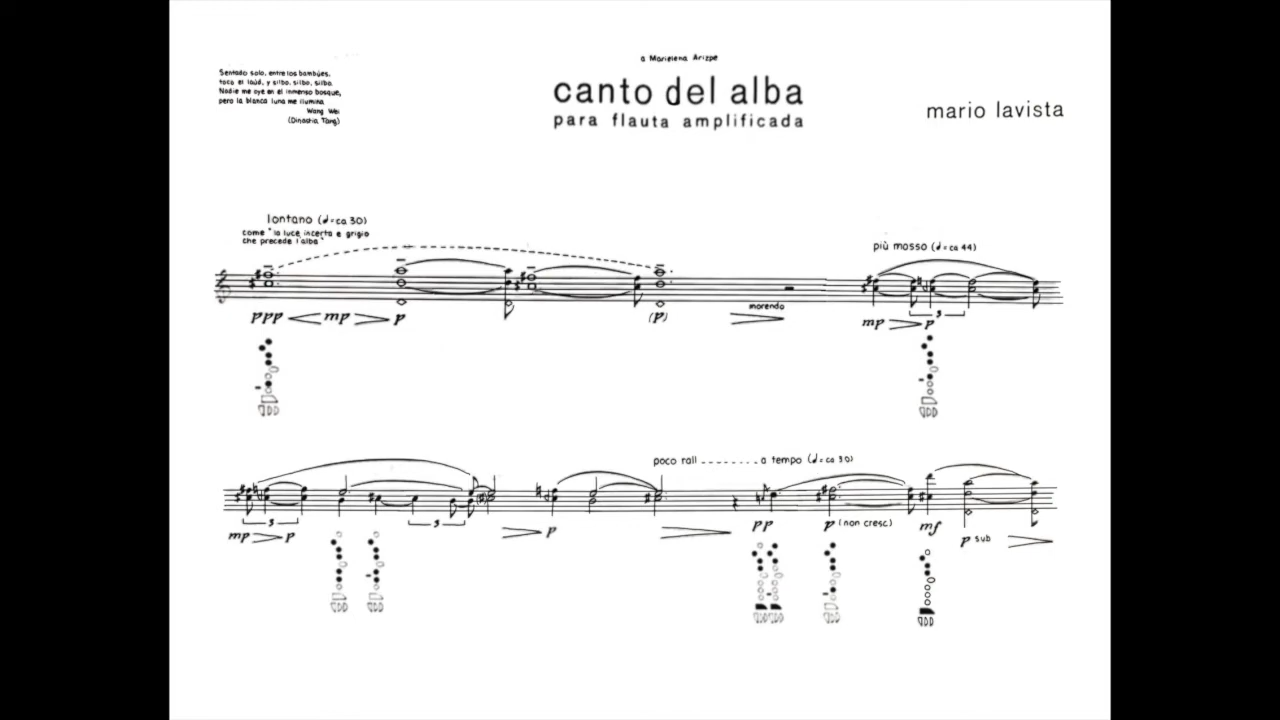 a Marielena Arizpe
Sentado solo, entre los bambúes,
toco el laúd, y silbo, silbo, silbo.
Nadie me oye en el inmenso bosque,
pero la blanca luna me ilumina
Wang Wei
(Dinastía Tang)
canto del alba
para flauta amplificada
mario lavista
lontano (♩=ca 30)
come "la luce incerta e grigia
che precede l'alba"
più mosso (♩=ca 44)
morendo
ppp mp p (p) mp p
3
poco rall a tempo (♩=ca 30)
3 3
mp p p pp p (non cresc) mf p sub